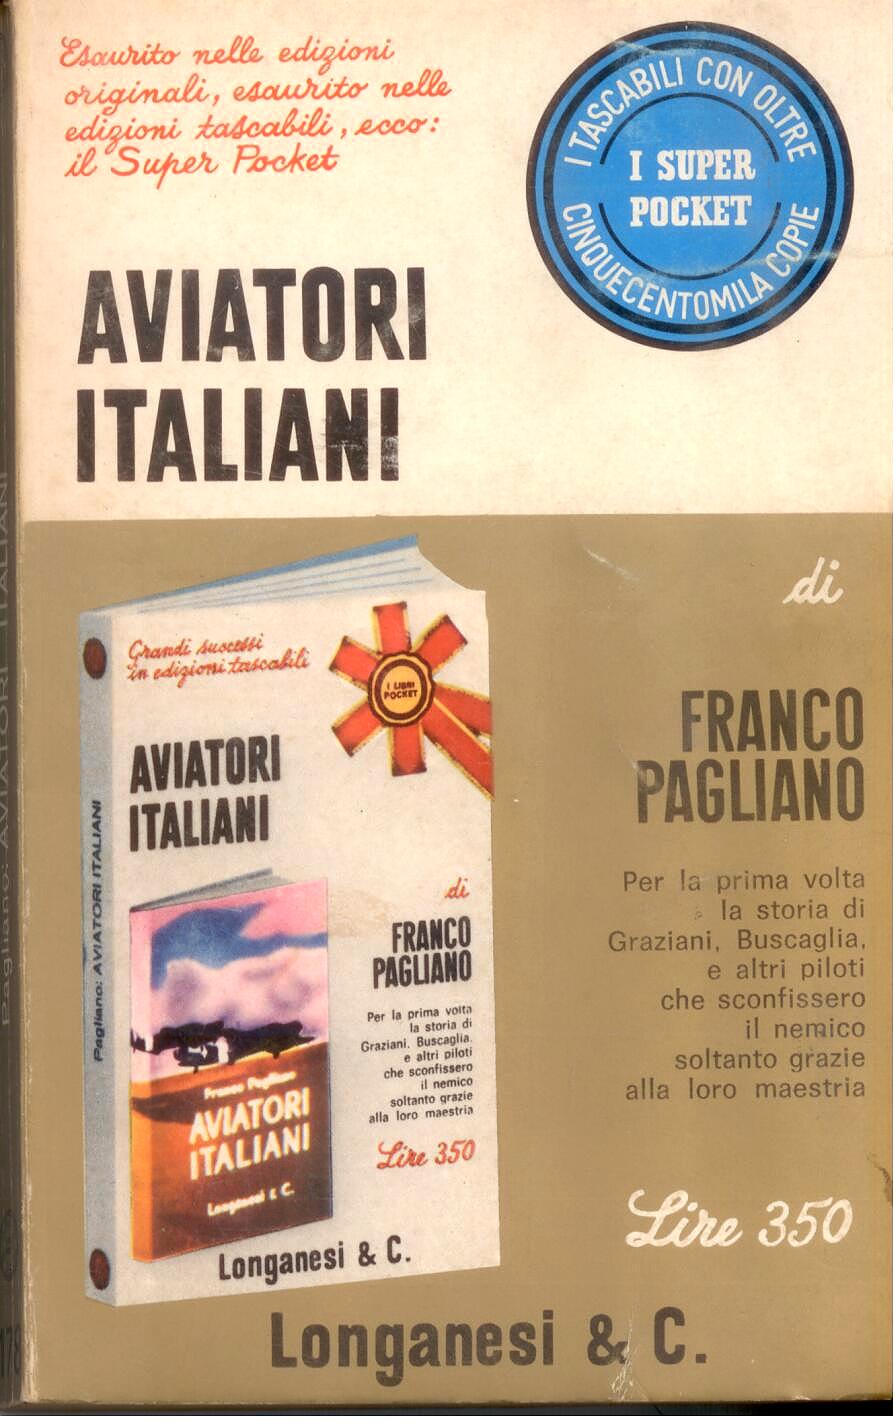 Esaurito nelle edizioni
originali, esaurito nelle
edizioni tascabili, ecco:
il Super Pocket
I TASCABILI CON OLTRE
I SUPER
POCKET
CINQUECENTOMILA COPIE
AVIATORI
ITALIANI
di
FRANCO
PAGLIANO
Per la prima volta
la storia di
Graziani, Buscaglia,
e altri piloti
che sconfissero
il nemico
soltanto grazie
alla loro maestria
Lire 350
Grandi successi
in edizioni tascabili
I LIBRI
POCKET
AVIATORI
ITALIANI
di
FRANCO
PAGLIANO
Per la prima volta
la storia di
Graziani, Buscaglia,
e altri piloti
che sconfissero
il nemico
soltanto grazie
alla loro maestria
Lire 350
Franco Pagliano
AVIATORI
ITALIANI
Longanesi & C.
Longanesi & C.
Pagliano: AVIATORI ITALIANI
Longanesi & C.
Pagliano: AVIATORI ITALIANI
178